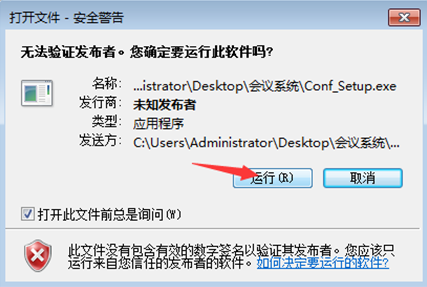 打开文件 - 安全警告
无法验证发布者。您确定要运行此软件吗?
名称: ...istrator\Desktop\会议系统\Conf_Setup.exe
发行商: 未知发布者
类型: 应用程序
发送方: C:\Users\Administrator\Desktop\会议系统\...
运行(R) 取消
打开此文件前总是询问(W)
此文件没有包含有效的数字签名以验证其发布者。您应该只
运行来自您信任的发布者的软件。如何决定要运行的软件?